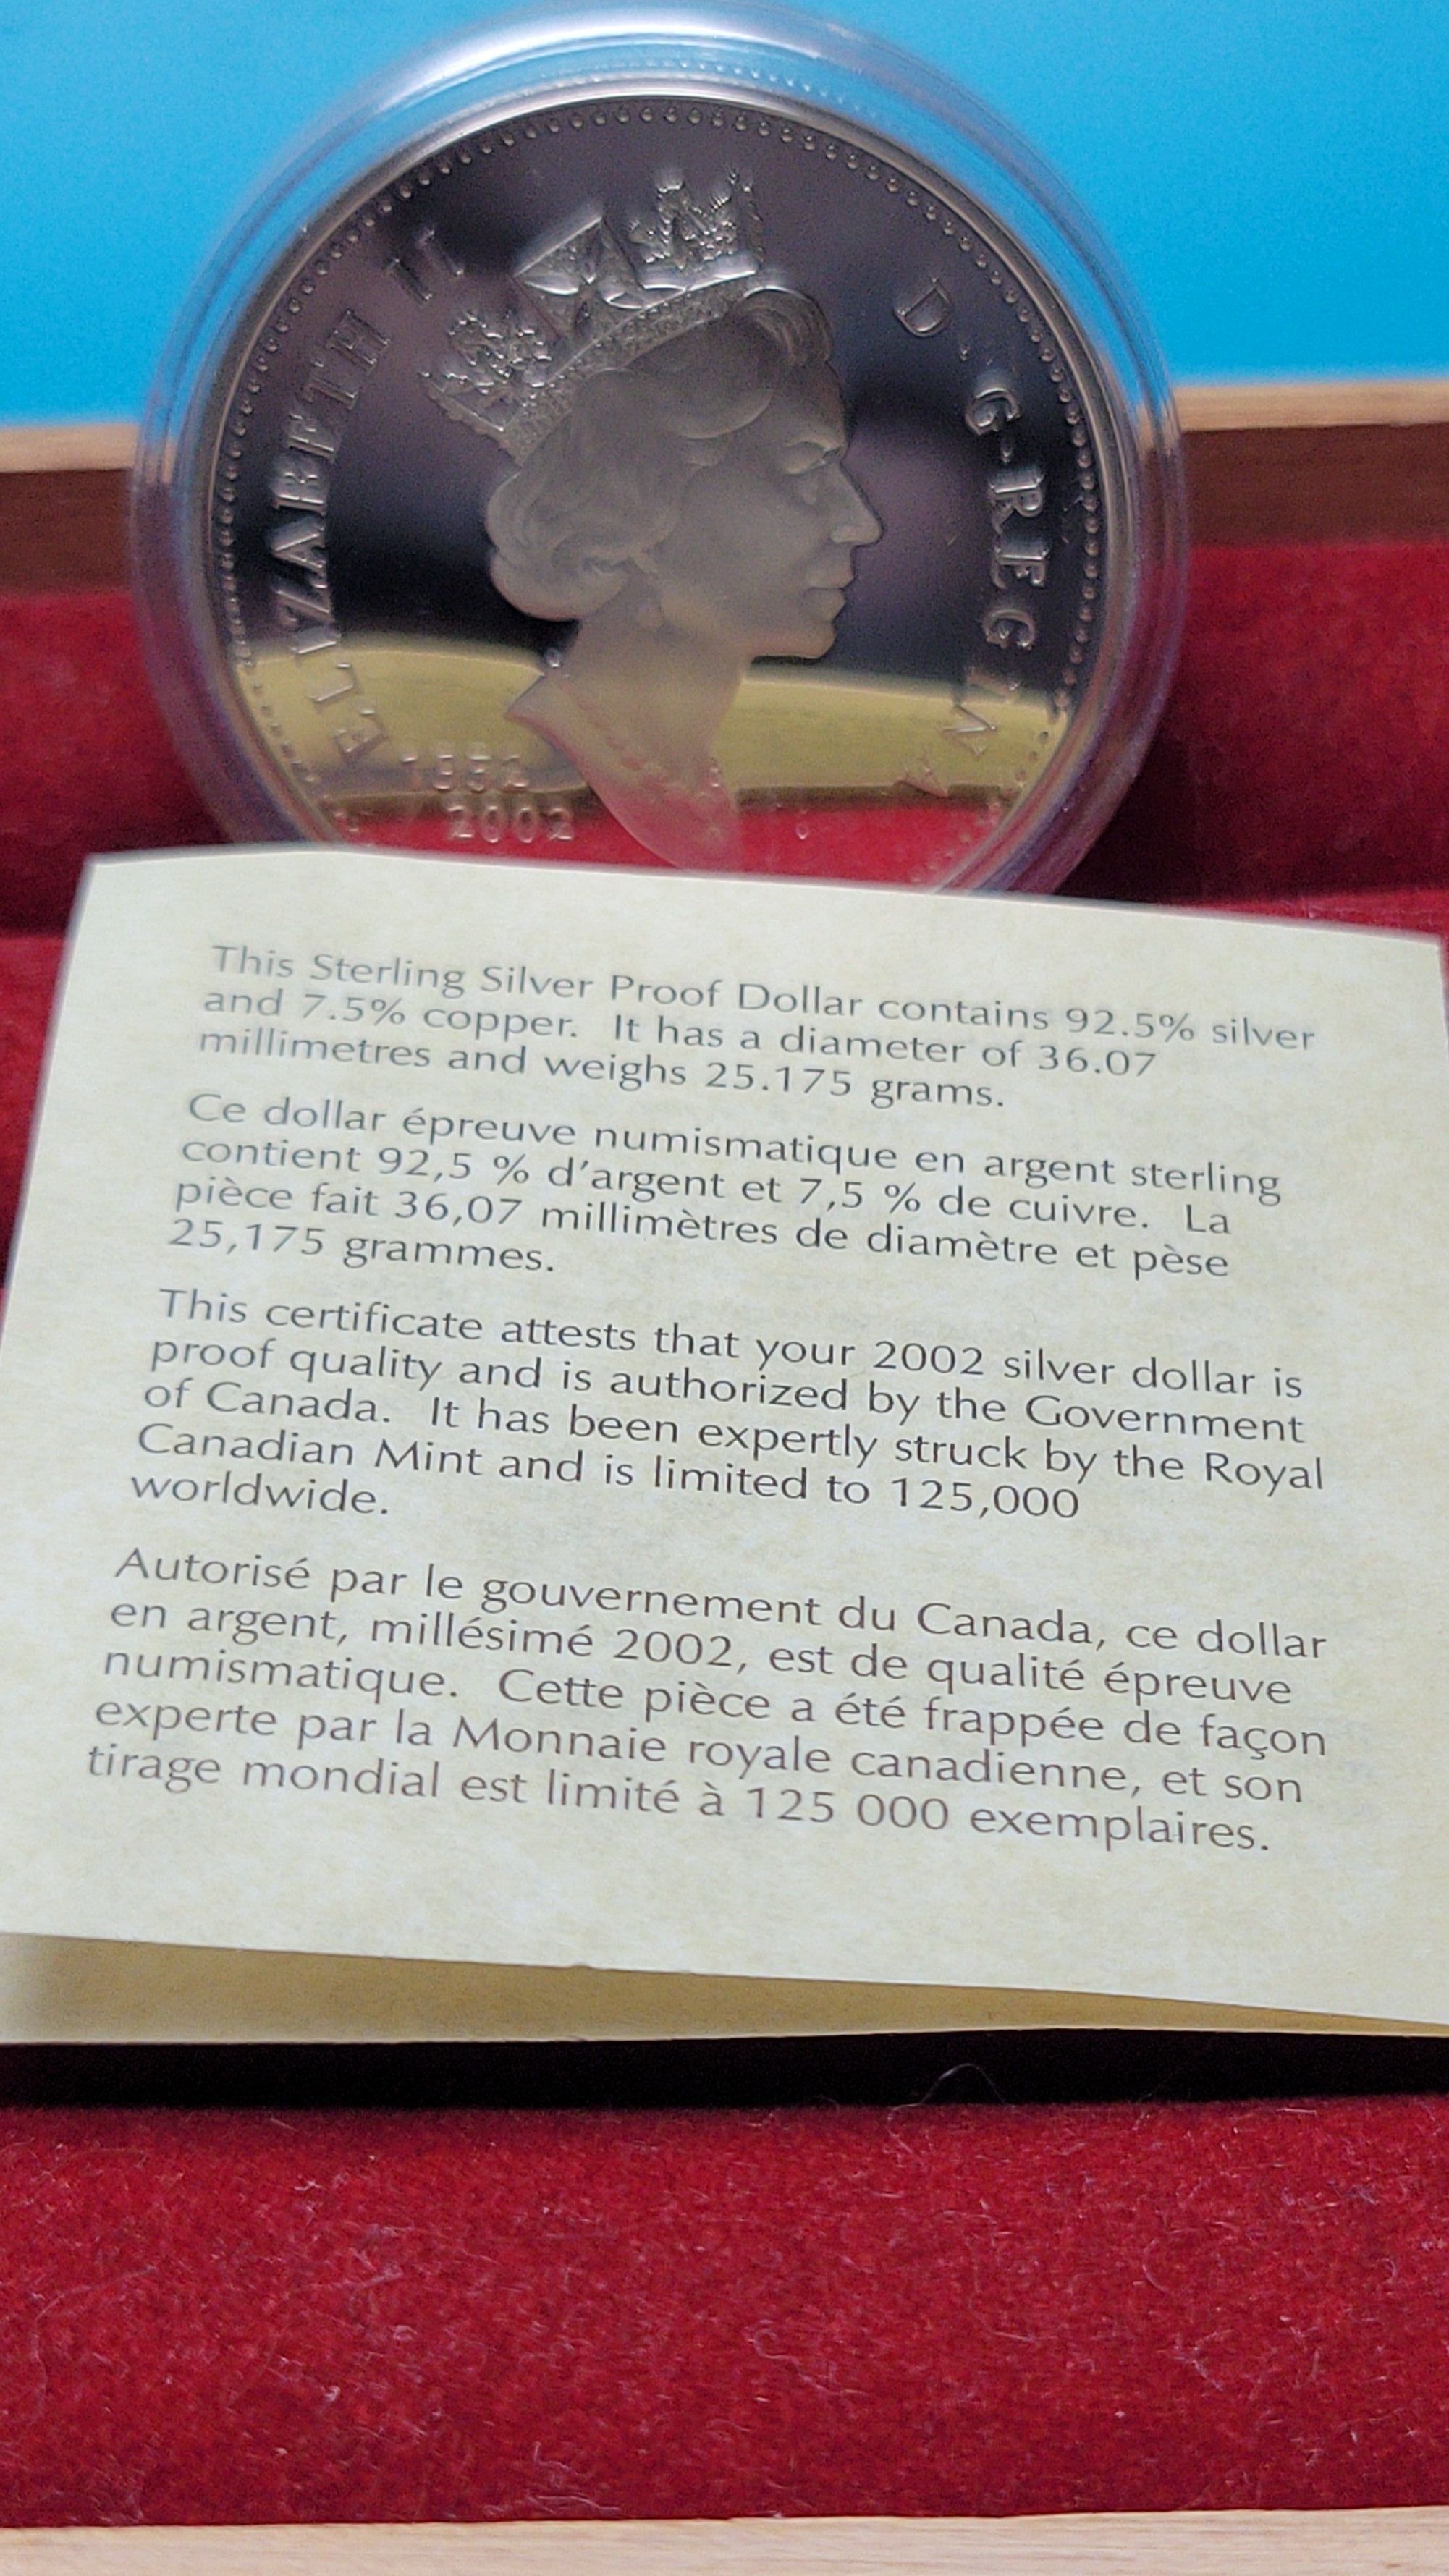 ELIZABETH II
D·G·REGINA
1952
2002
This Sterling Silver Proof Dollar contains 92.5% silver
and 7.5% copper. It has a diameter of 36.07
millimetres and weighs 25.175 grams.
Ce dollar épreuve numismatique en argent sterling
contient 92,5 % d'argent et 7,5 % de cuivre. La
pièce fait 36,07 millimètres de diamètre et pèse
25,175 grammes.
This certificate attests that your 2002 silver dollar is
proof quality and is authorized by the Government
of Canada. It has been expertly struck by the Royal
Canadian Mint and is limited to 125,000
worldwide.
Autorisé par le gouvernement du Canada, ce dollar
en argent, millésimé 2002, est de qualité épreuve
numismatique. Cette pièce a été frappée de façon
experte par la Monnaie royale canadienne, et son
tirage mondial est limité à 125 000 exemplaires.